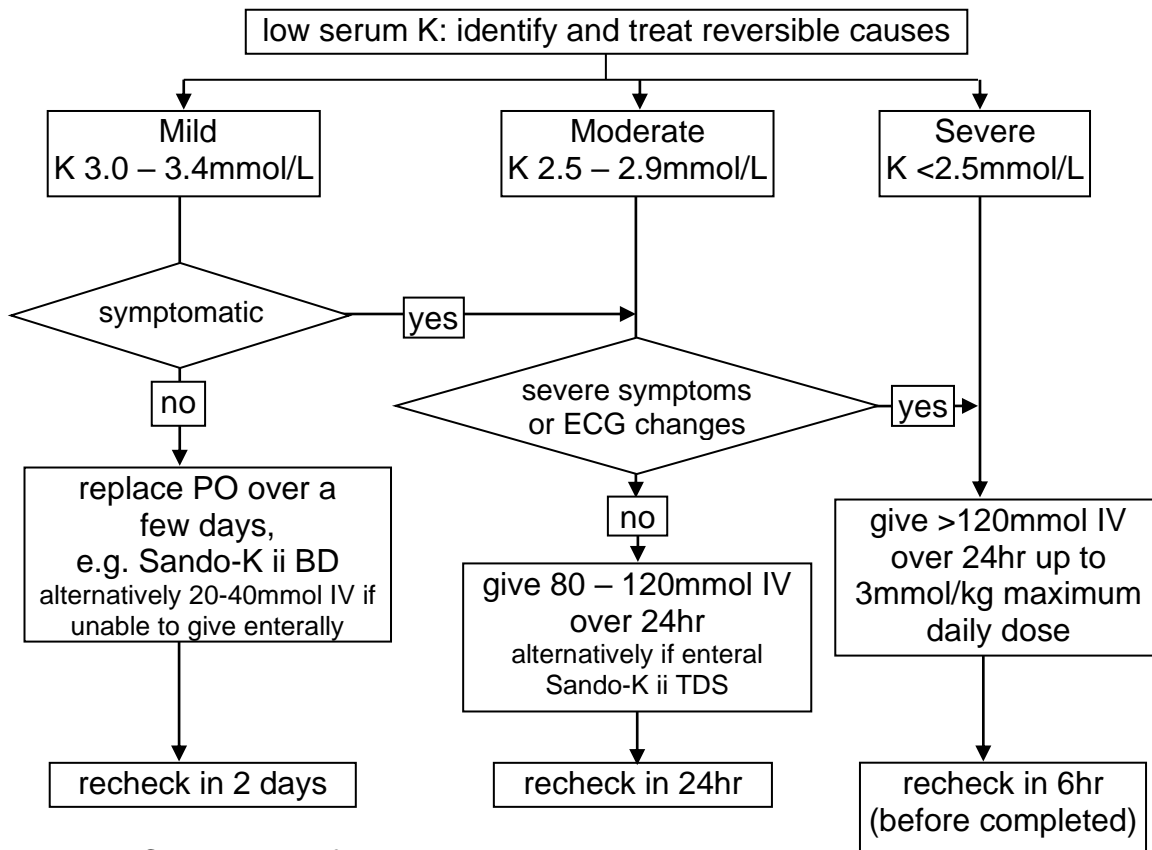 low serum K: identify and treat reversible causes
Mild
K 3.0 – 3.4mmol/L
Moderate
K 2.5 – 2.9mmol/L
Severe
K <2.5mmol/L
symptomatic
yes
no
severe symptoms
or ECG changes
yes
no
replace PO over a
few days,
e.g. Sando-K ii BD
alternatively 20-40mmol IV if
unable to give enterally
give 80 – 120mmol IV
over 24hr
alternatively if enteral
Sando-K ii TDS
give >120mmol IV
over 24hr up to
3mmol/kg maximum
daily dose
recheck in 2 days
recheck in 24hr
recheck in 6hr
(before completed)